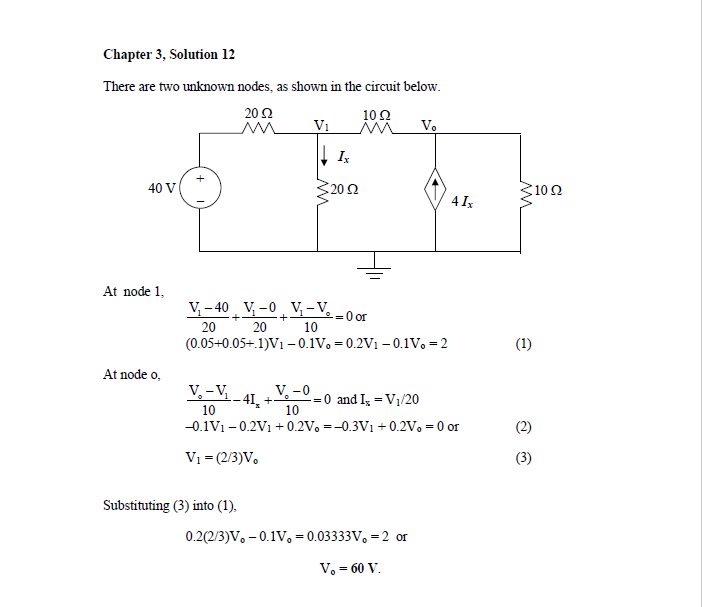 Chapter 3, Solution 12
There are two unknown nodes, as shown in the circuit below.
20 Ω
V₁
10 Ω
Vₒ
Iₓ
40 V
+
–
20 Ω
4 Iₓ
10 Ω
At node 1,
(V₁ – 40)/20 + (V₁ – 0)/20 + (V₁ – Vₒ)/10 = 0 or
(0.05+0.05+.1)V₁ – 0.1Vₒ = 0.2V₁ – 0.1Vₒ = 2 (1)
At node o,
(Vₒ – V₁)/10 – 4Iₓ + (Vₒ – 0)/10 = 0 and Iₓ = V₁/20
–0.1V₁ – 0.2V₁ + 0.2Vₒ = –0.3V₁ + 0.2Vₒ = 0 or (2)
V₁ = (2/3)Vₒ (3)
Substituting (3) into (1),
0.2(2/3)Vₒ – 0.1Vₒ = 0.03333Vₒ = 2 or
Vₒ = 60 V.